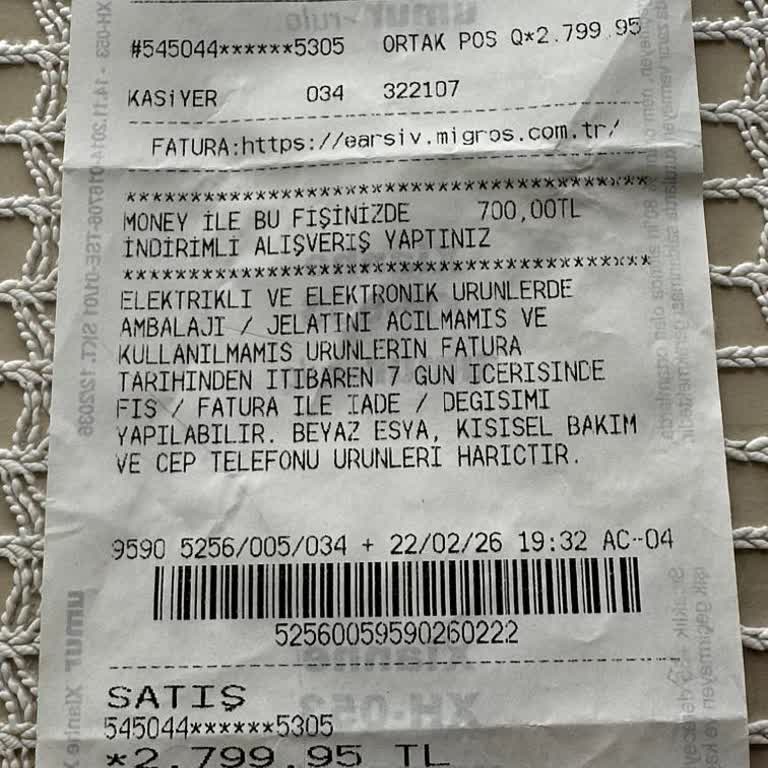 #545044******5305 ORTAK POS Q*2.799.95
KASİYER 034 322107
FATURA:https://earsiv.migros.com.tr/
****************************************
MONEY İLE BU FİŞİNİZDE 700,00TL
İNDİRİMLİ ALIŞVERİŞ YAPTINIZ
****************************************
ELEKTRIKLI VE ELEKTRONIK URUNLERDE
AMBALAJI / JELATINI ACILMAMIS VE
KULLANILMAMIS URUNLERIN FATURA
TARIHINDEN ITIBAREN 7 GUN ICERISINDE
FIS / FATURA ILE IADE / DEGISIMI
YAPILABILIR. BEYAZ ESYA, KISISEL BAKIM
VE CEP TELEFONU URUNLERI HARICTIR.
9590 5256/005/034 + 22/02/26 19:32 AC-04
52560059590260222
SATIŞ
545044******5305
*2.799.95 TL